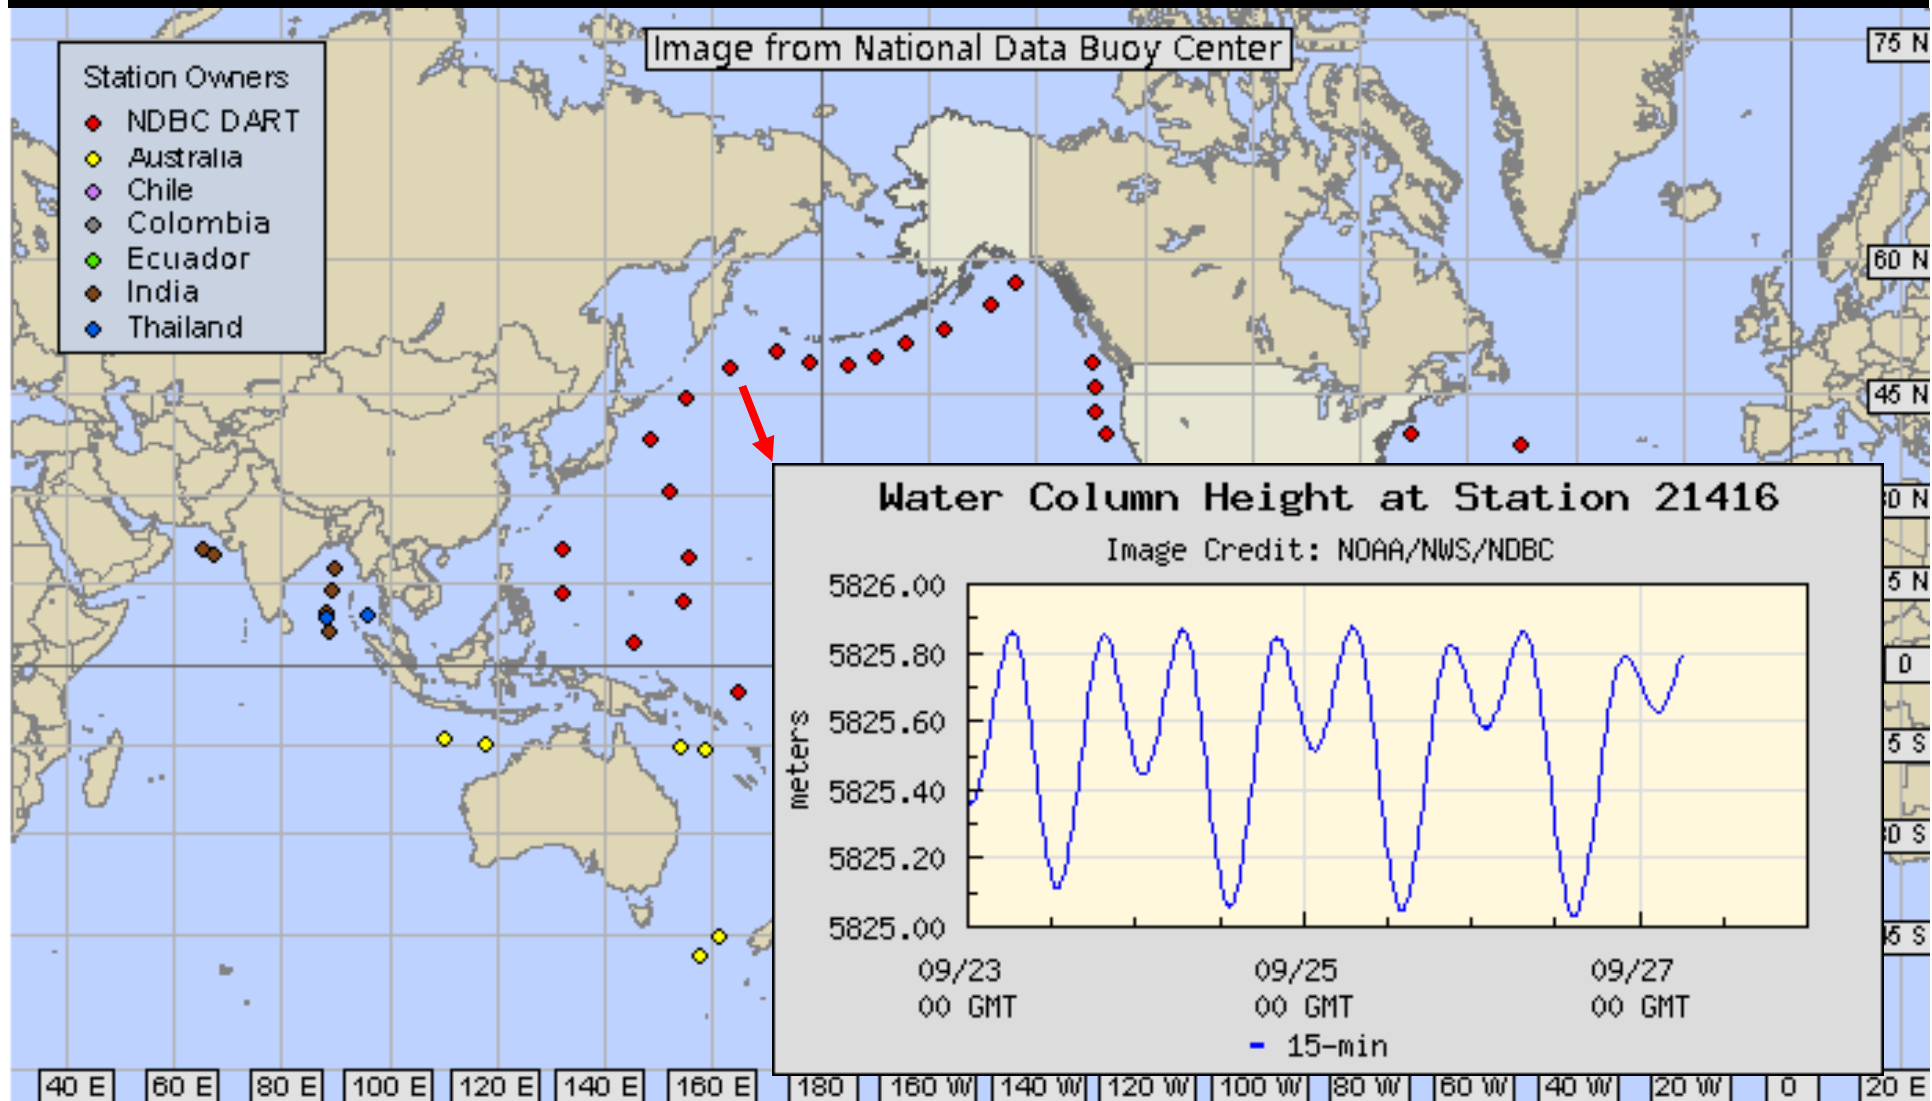 Image from National Data Buoy Center
75 N
Station Owners
NDBC DART
Australia
Chile
Colombia
Ecuador
India
Thailand
60 N
45 N
Water Column Height at Station 21416
Image Credit: NOAA/NWS/NDBC
5826.00
5825.80
5825.60
5825.40
5825.20
5825.00
meters
09/23
00 GMT
09/25
00 GMT
09/27
00 GMT
15-min
0 N
5 N
0
5 S
0 S
5 S
40 E 60 E 80 E 100 E 120 E 140 E 160 E 180 160 W 140 W 120 W 100 W 80 W 60 W 40 W 20 W 0 20 E